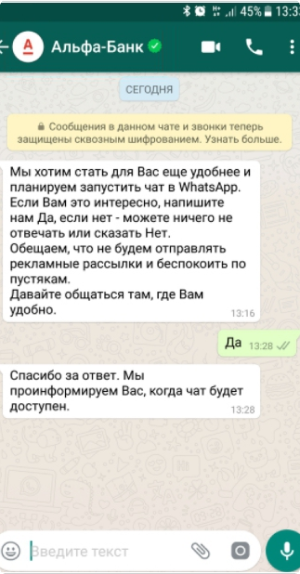 45% 13:3
Альфа-Банк
СЕГОДНЯ
Сообщения в данном чате и звонки теперь
защищены сквозным шифрованием. Узнать больше.
Мы хотим стать для Вас еще удобнее и
планируем запустить чат в WhatsApp.
Если Вам это интересно, напишите
нам Да, если нет - можете ничего не
отвечать или сказать Нет.
Обещаем, что не будем отправлять
рекламные рассылки и беспокоить по
пустякам.
Давайте общаться там, где Вам
удобно.
13:16
Да 13:28
Спасибо за ответ. Мы
проинформируем Вас, когда чат будет
доступен.
13:28
Введите текст